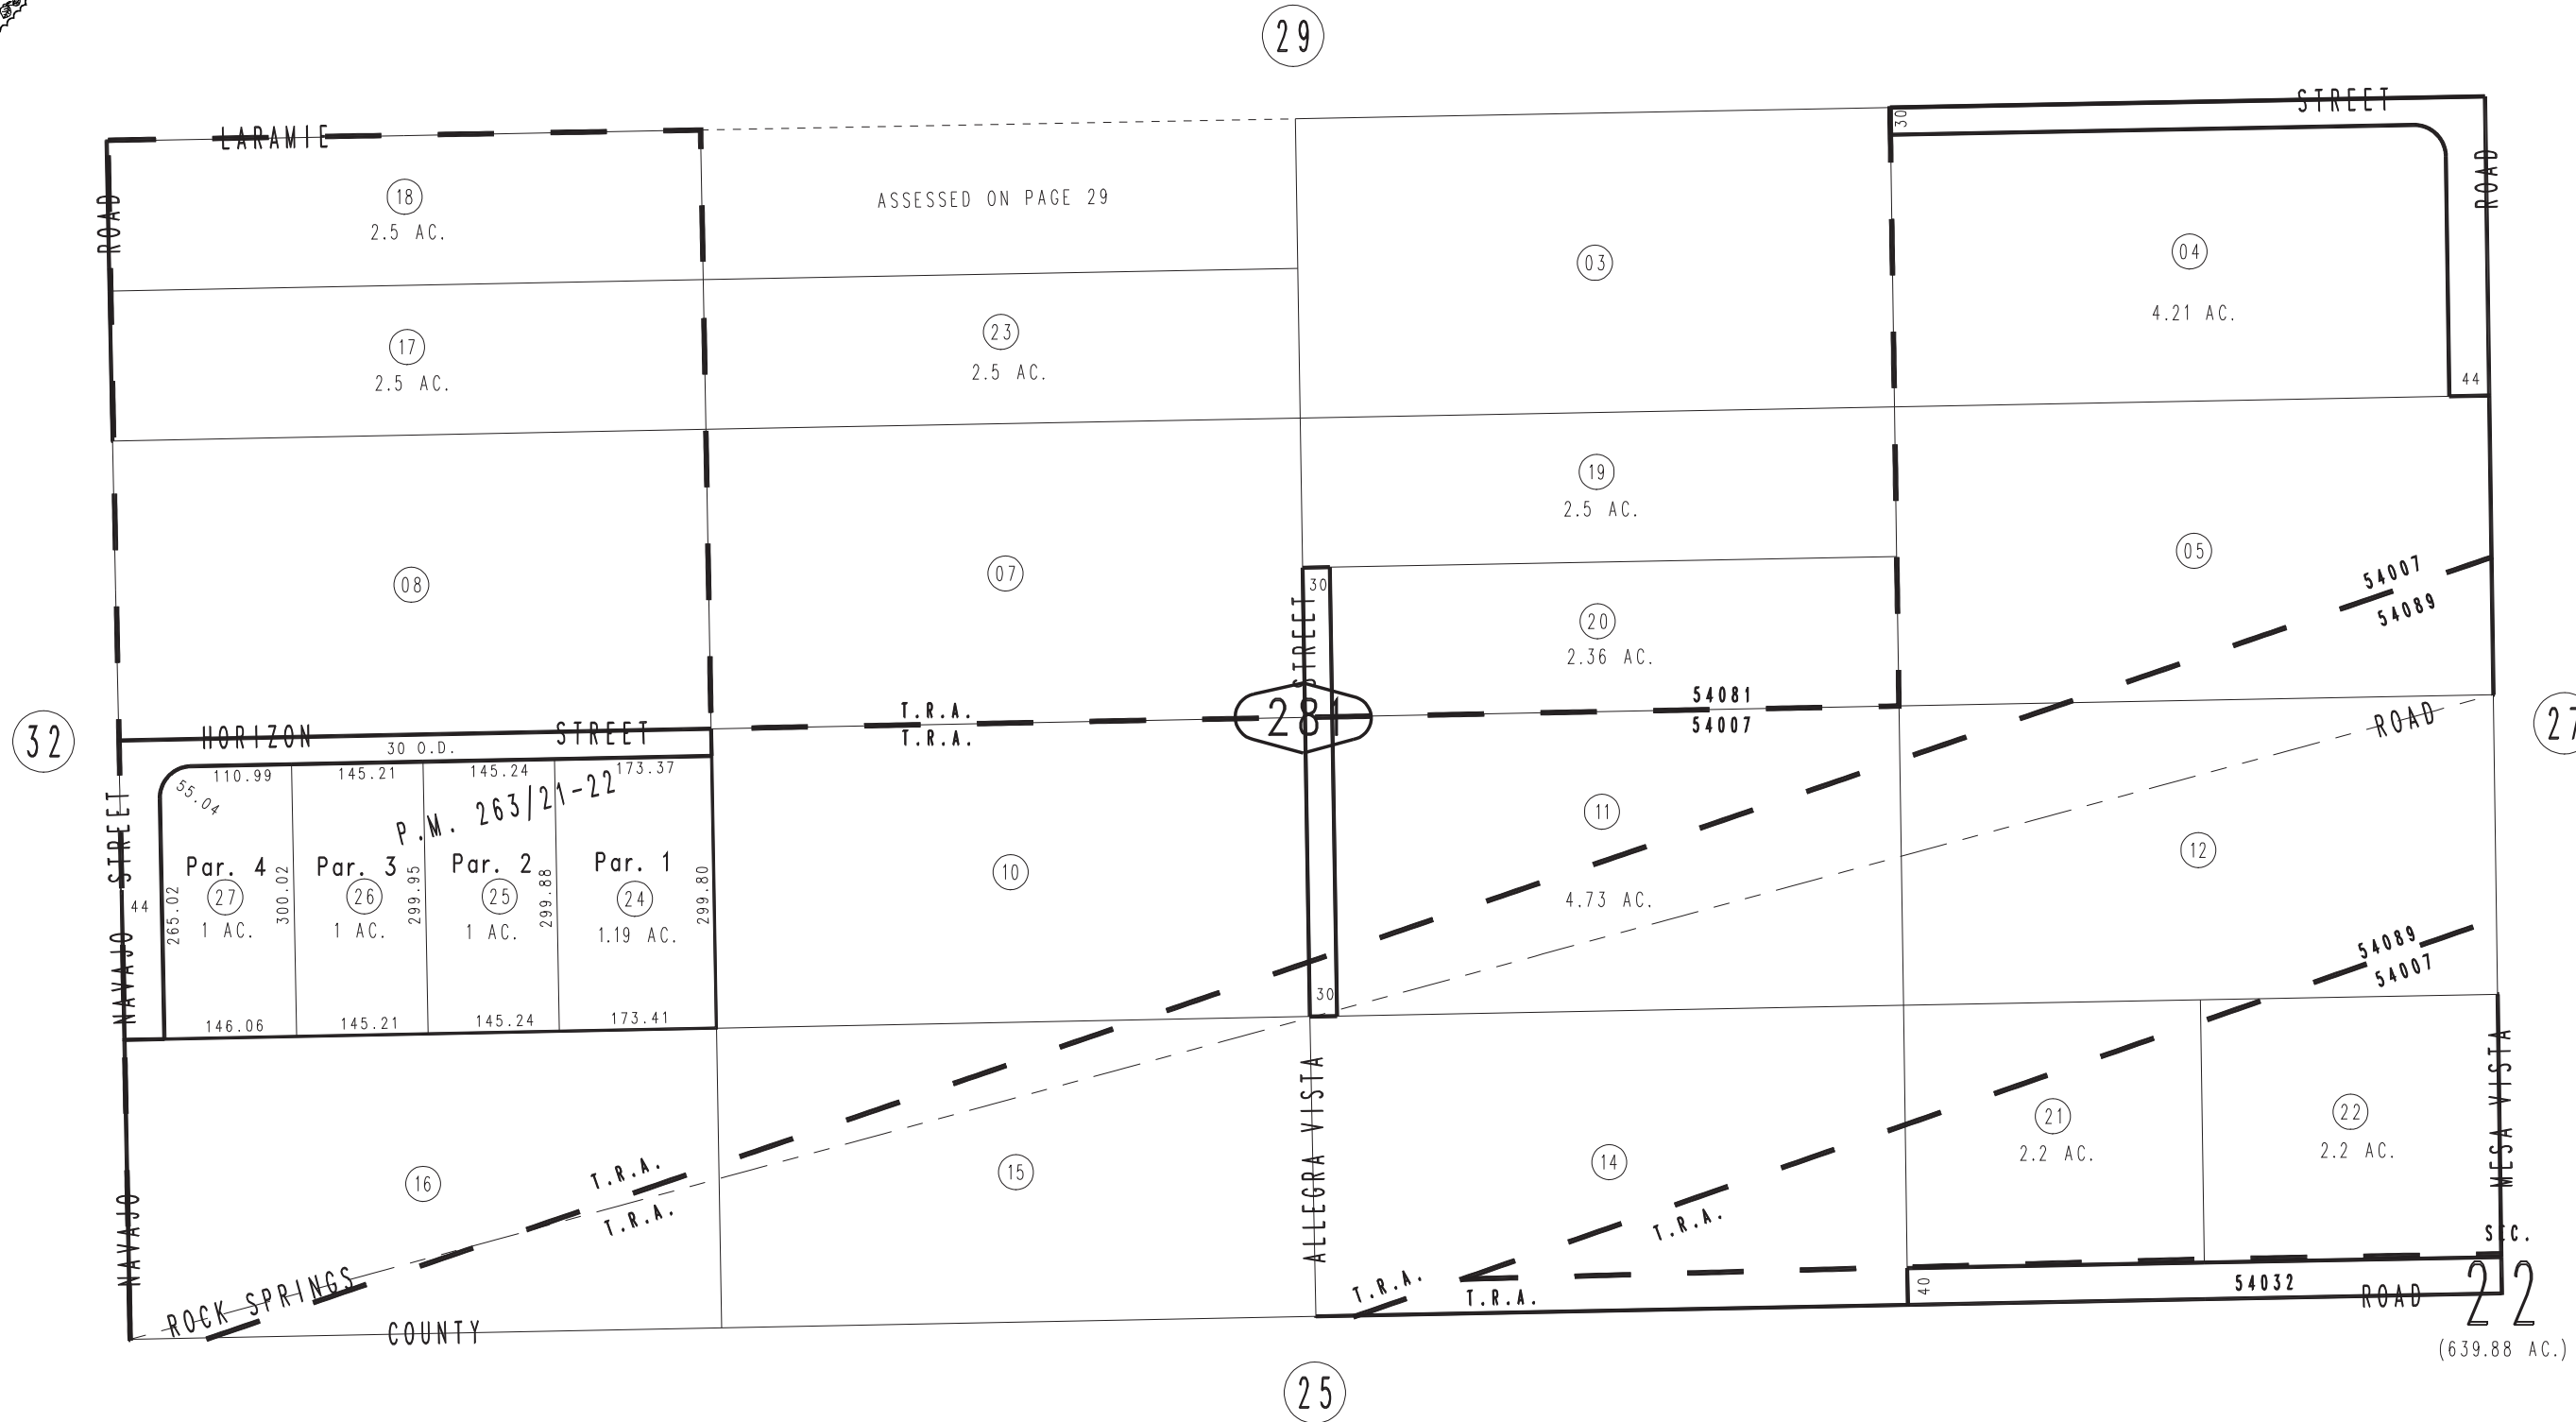 29
LARAMIE
STREET
30
ROAD
ROAD
18
2.5 AC.
ASSESSED ON PAGE 29
03
04
4.21 AC.
17
2.5 AC.
23
2.5 AC.
44
19
2.5 AC.
08
07
05
30
STREET
20
2.36 AC.
54007
54089
T.R.A.
T.R.A.
281
54081
54007
32
HORIZON
STREET
30 O.D.
ROAD
27
110.99
145.21
145.24
173.37
55.04
P.M. 263/21-22
11
4.73 AC.
12
NAVAJO STREET
44
265.02
Par. 4
27
1 AC.
300.02
Par. 3
26
1 AC.
299.95
Par. 2
25
1 AC.
299.88
Par. 1
24
1.19 AC.
299.80
10
54089
54007
30
146.06
145.21
145.24
173.41
ALLEGRA VISTA
MESA VISTA
21
2.2 AC.
22
2.2 AC.
16
15
14
T.R.A.
T.R.A.
T.R.A.
NAVAJO
ROCK SPRINGS
COUNTY
T.R.A.
T.R.A.
40
54032
ROAD
SEC.
22
(639.88 AC.)
25